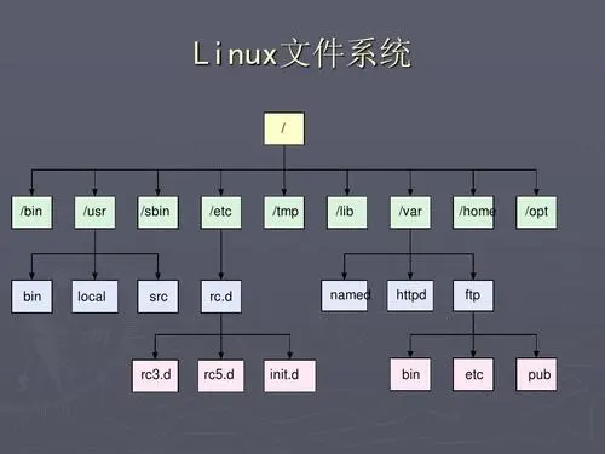 Linux文件系统
/
/bin /usr /sbin /etc /tmp /lib /var /home /opt
bin local src rc.d named httpd ftp
rc3.d rc5.d init.d bin etc pub